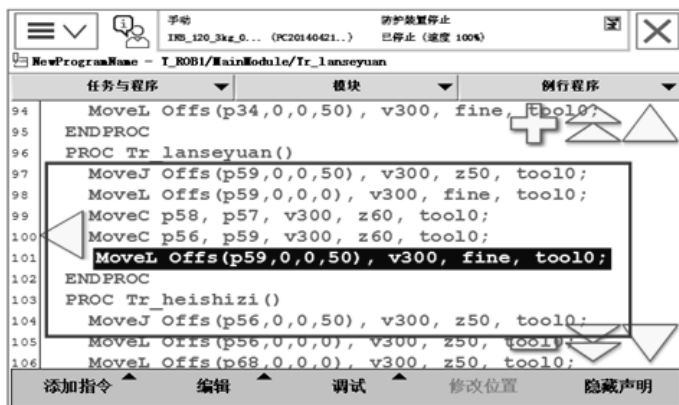 手动
防护装置停止
IRB_120_3kg_0... (PC20140421..)
已停止 (速度 100%)
NewProgramName - T_ROB1/MainModule/Tr_lanseyuan
任务与程序
模块
例行程序
94 MoveL Offs(p34,0,0,50), v300, fine, tool0;
95 ENDPROC
96 PROC Tr_lanseyuan()
97 MoveJ Offs(p59,0,0,50), v300, z50, tool0;
98 MoveL Offs(p59,0,0,0), v300, fine, tool0;
99 MoveC p58, p57, v300, z60, tool0;
100 MoveC p56, p59, v300, z60, tool0;
101 MoveL Offs(p59,0,0,50), v300, fine, tool0;
102 ENDPROC
103 PROC Tr_heishizi()
104 MoveJ Offs(p56,0,0,50), v300, z50, tool0;
105 MoveL Offs(p56,0,0,0), v300, z50, tool0;
106 MoveL Offs(p68,0,0,0), v300, z50, tool0;
添加指令
编辑
调试
修改位置
隐藏声明